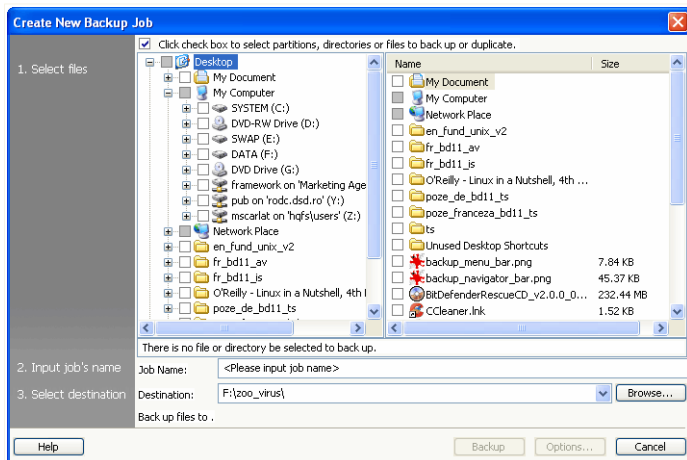 Create New Backup Job
1. Select files
Click check box to select partitions, directories or files to back up or duplicate.
Desktop
My Document
My Computer
SYSTEM (C:)
DVD-RW Drive (D:)
SWAP (E:)
DATA (F:)
DVD Drive (G:)
framework on 'Marketing Age
pub on 'rodc.dsd.ro' (Y:)
mscarlat on 'hqfs\users' (Z:)
Network Place
en_fund_unix_v2
fr_bd11_av
fr_bd11_is
O'Reilly - Linux in a Nutshell, 4th
poze_de_bd11_ts
Name Size
My Document
My Computer
Network Place
en_fund_unix_v2
fr_bd11_av
fr_bd11_is
O'Reilly - Linux in a Nutshell, 4th ...
poze_de_bd11_ts
poze_franceza_bd11_ts
ts
Unused Desktop Shortcuts
backup_menu_bar.png 7.84 KB
backup_navigator_bar.png 45.37 KB
BitDefenderRescueCD_v2.0.0_0... 232.44 MB
CCleaner.lnk 1.52 KB
There is no file or directory be selected to back up.
2. Input job's name
Job Name: <Please input job name>
3. Select destination
Destination: F:\zoo_virus\ Browse...
Back up files to .
Help Backup Options... Cancel